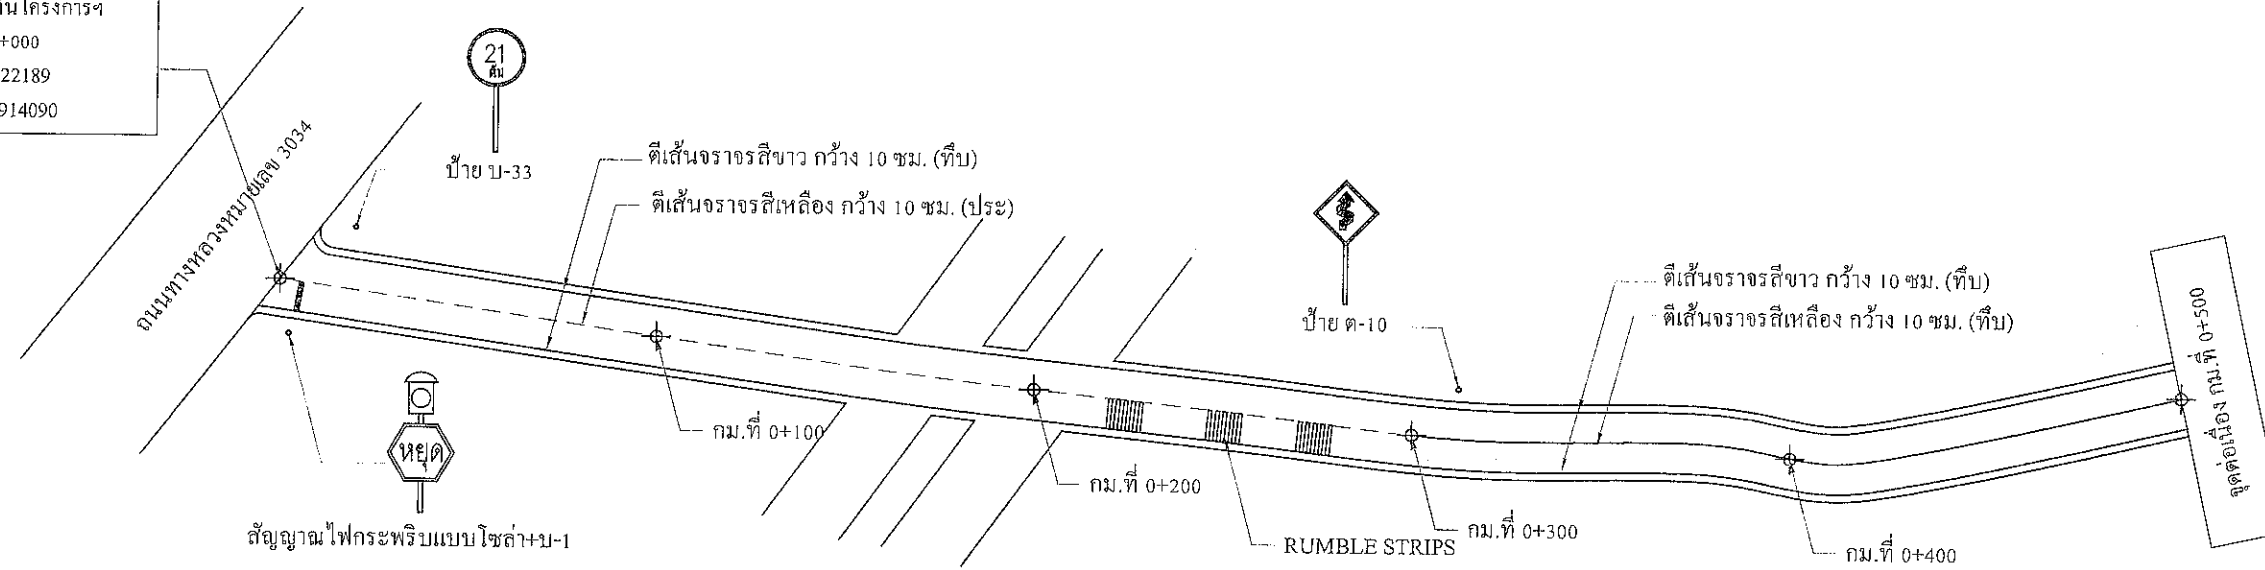 านโครงการฯ
+000
22189
914090
ถนนทางหลวงหมายเลข 3034
21
ตัน
ป้าย บ-33
ตีเส้นจราจรสีขาว กว้าง 10 ซม. (ทึบ)
ตีเส้นจราจรสีเหลือง กว้าง 10 ซม. (ประ)
ป้าย ต-10
ตีเส้นจราจรสีขาว กว้าง 10 ซม. (ทึบ)
ตีเส้นจราจรสีเหลือง กว้าง 10 ซม. (ทึบ)
จุดต่อเนื่อง กม.ที่ 0+500
กม.ที่ 0+100
กม.ที่ 0+200
กม.ที่ 0+300
กม.ที่ 0+400
RUMBLE STRIPS
หยุด
สัญญาณไฟกระพริบแบบโซล่า+บ-1